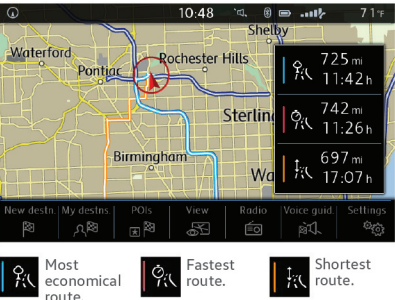 10:48
71°F
Shelby
Waterford
Rochester Hills
Pontiac
725 mi
11:42 h
742 mi
11:26 h
Sterlin
697 mi
17:07 h
Birmingham
Wa
New destn. My destns. POIs View Radio Voice guid. Settings
Most
economical
route.
Fastest
route.
Shortest
route.